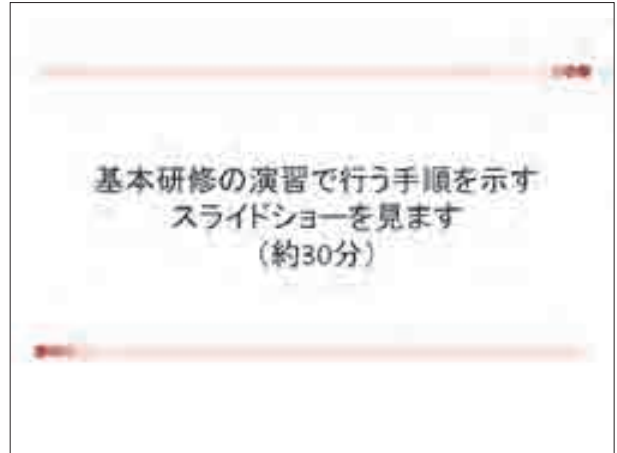 基本研修の演習で行う手順を示す
スライドショーを見ます
（約30分）